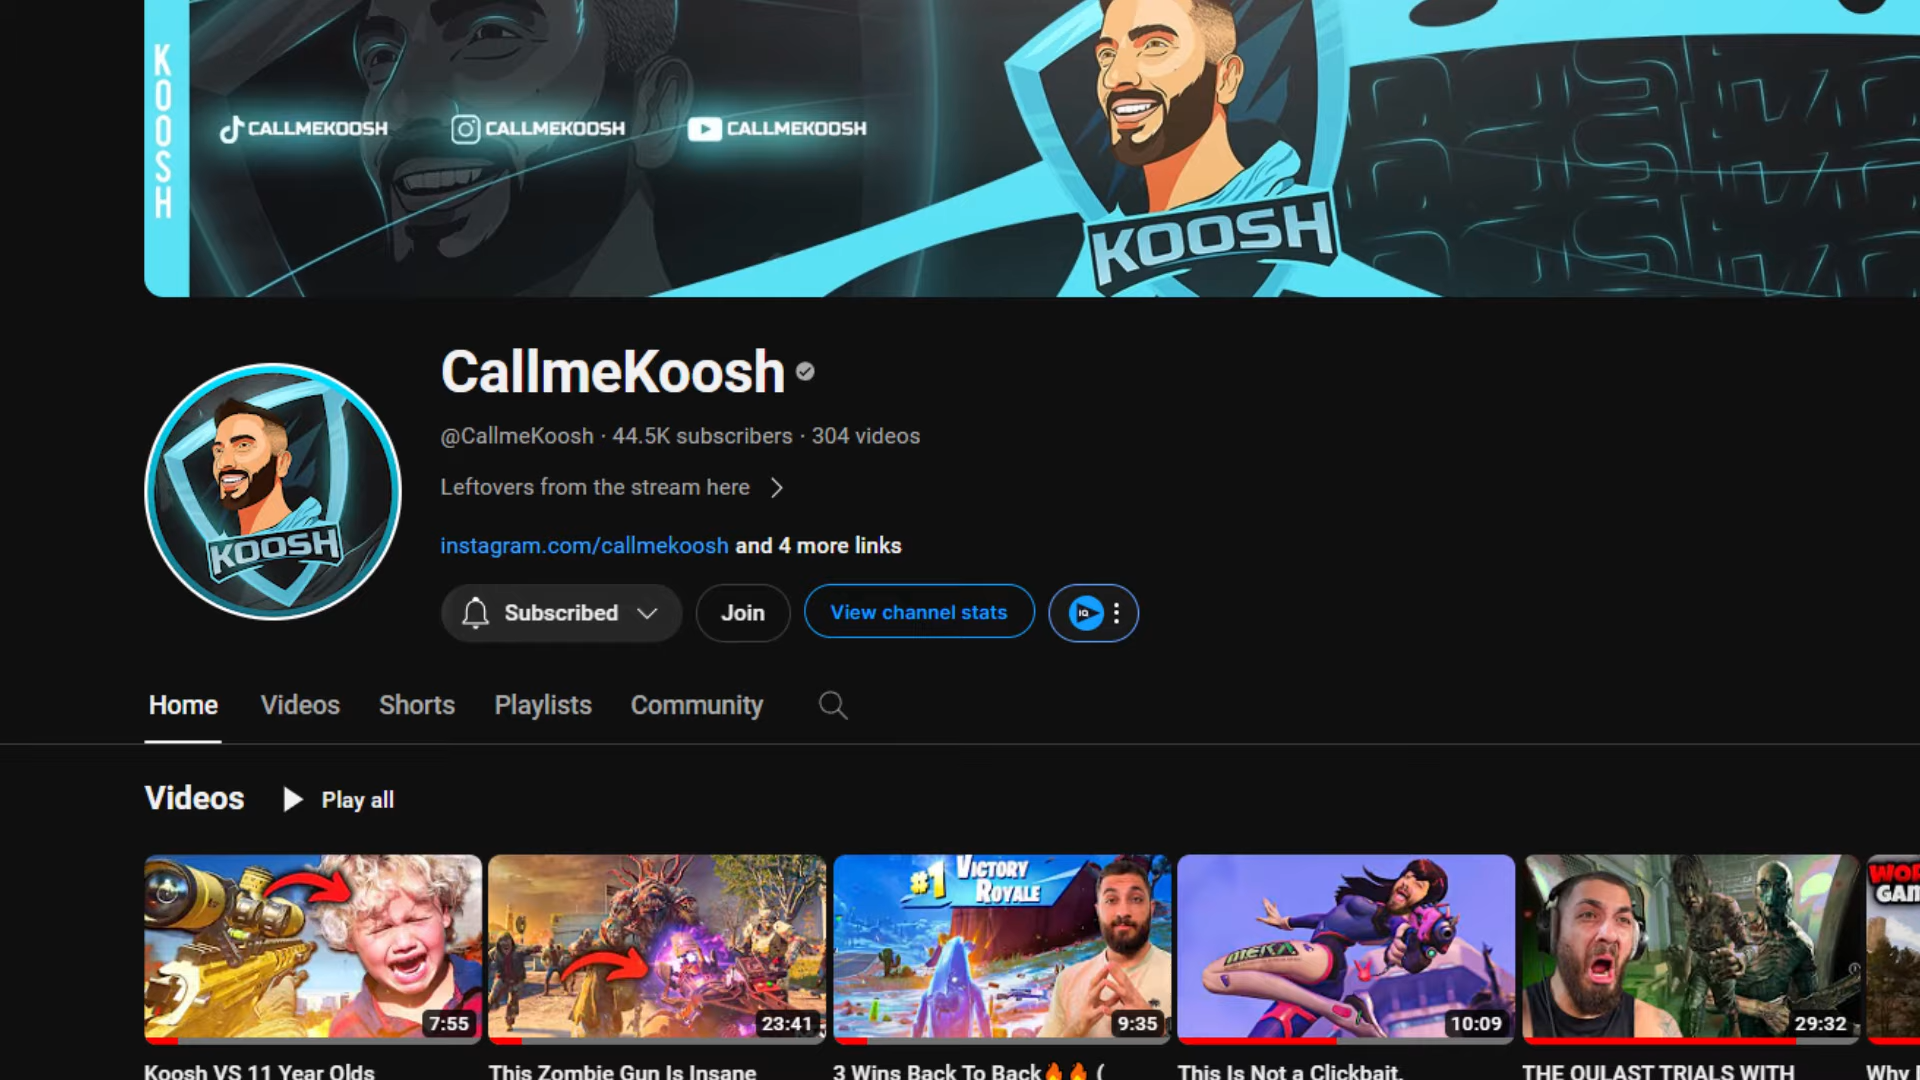 KOOSH
CALLMEKOOSH
CALLMEKOOSH
CALLMEKOOSH
KOOSH
KOOSH
CallmeKoosh
@CallmeKoosh · 44.5K subscribers · 304 videos
Leftovers from the stream here
instagram.com/callmekoosh and 4 more links
Subscribed
Join
View channel stats
IQ
Home
Videos
Shorts
Playlists
Community
Videos
Play all
7:55
23:41
#1 VICTORY ROYALE
9:35
MEKA
10:09
29:32
Koosh VS 11 Year Olds
This Zombie Gun Is Insane
3 Wins Back To Back🔥🔥 (
This Is Not a Clickbait.
THE OULAST TRIALS WITH
Why